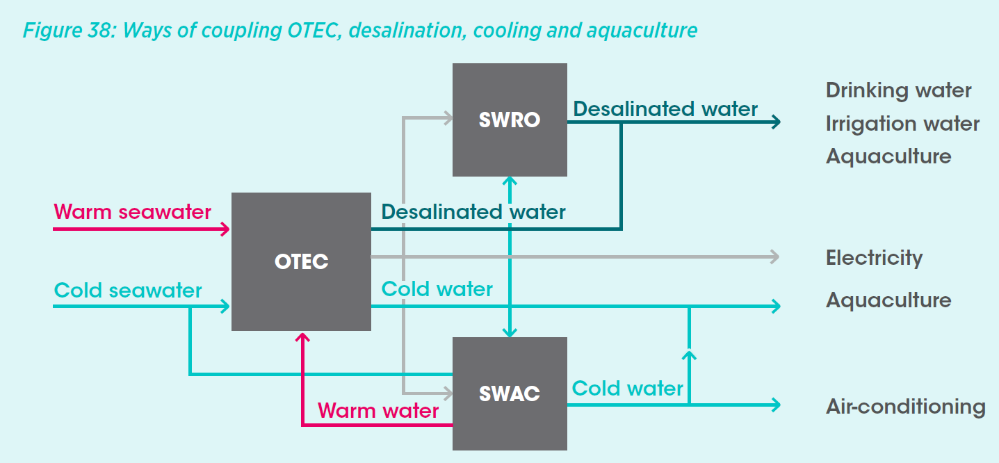 Figure 38: Ways of coupling OTEC, desalination, cooling and aquaculture
SWRO
Desalinated water
Drinking water
Irrigation water
Aquaculture
Warm seawater
Desalinated water
OTEC
Electricity
Cold seawater
Cold water
Aquaculture
SWAC
Cold water
Warm water
Air-conditioning